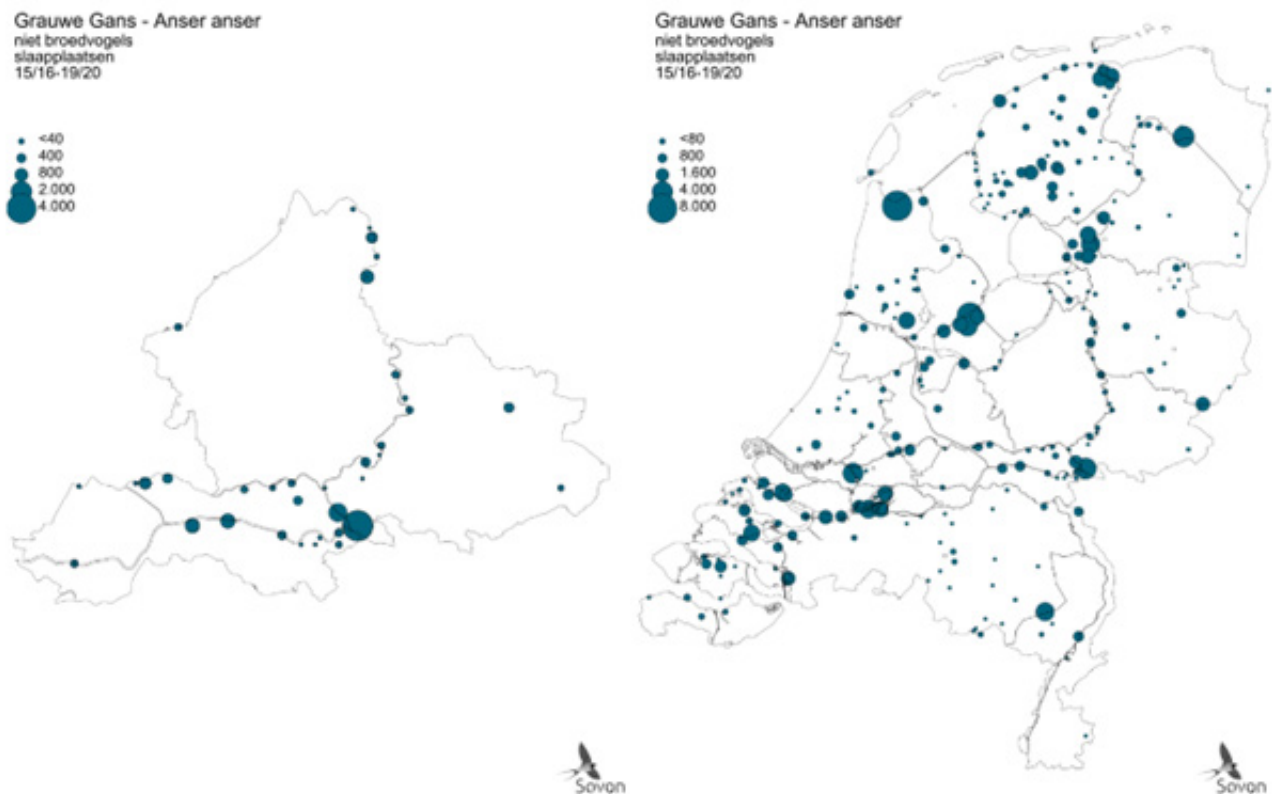 Grauwe Gans - Anser anser
niet broedvogels
slaapplaatsen
15/16-19/20
<40
400
800
2.000
4.000
Sovon
Grauwe Gans - Anser anser
niet broedvogels
slaapplaatsen
15/16-19/20
<80
800
1.600
4.000
8.000
Sovon